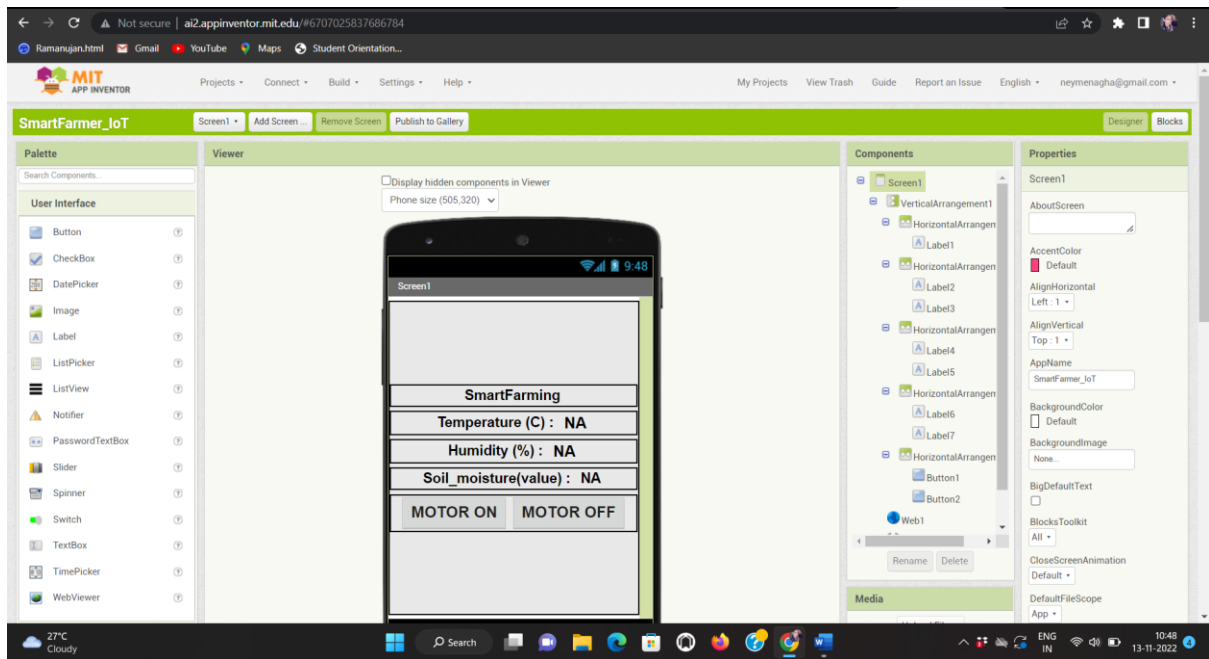 Not secure | ai2.appinventor.mit.edu/#6707025837686784
Ramanujan.html Gmail YouTube Maps Student Orientation...
MIT
APP INVENTOR
Projects Connect Build Settings Help My Projects View Trash Guide Report an Issue English neymenagha@gmail.com
SmartFarmer_IoT Screen1 Add Screen ... Remove Screen Publish to Gallery Designer Blocks
Palette
Search Components...
User Interface
Button
CheckBox
DatePicker
Image
Label
ListPicker
ListView
Notifier
PasswordTextBox
Slider
Spinner
Switch
TextBox
TimePicker
WebViewer
Viewer
Display hidden components in Viewer
Phone size (505,320)
9:48
Screen1
SmartFarming
Temperature (C) : NA
Humidity (%) : NA
Soil_moisture(value) : NA
MOTOR ON MOTOR OFF
Components
Screen1
VerticalArrangement1
HorizontalArrangen
Label1
HorizontalArrangen
Label2
Label3
HorizontalArrangen
Label4
Label5
HorizontalArrangen
Label6
Label7
HorizontalArrangen
Button1
Button2
Web1
Rename Delete
Media
Properties
Screen1
AboutScreen
AccentColor
Default
AlignHorizontal
Left : 1
AlignVertical
Top : 1
AppName
SmartFarmer_IoT
BackgroundColor
Default
BackgroundImage
None...
BigDefaultText
BlocksToolkit
All
CloseScreenAnimation
Default
DefaultFileScope
App
27°C
Cloudy
Search
ENG
IN
10:48
13-11-2022
4